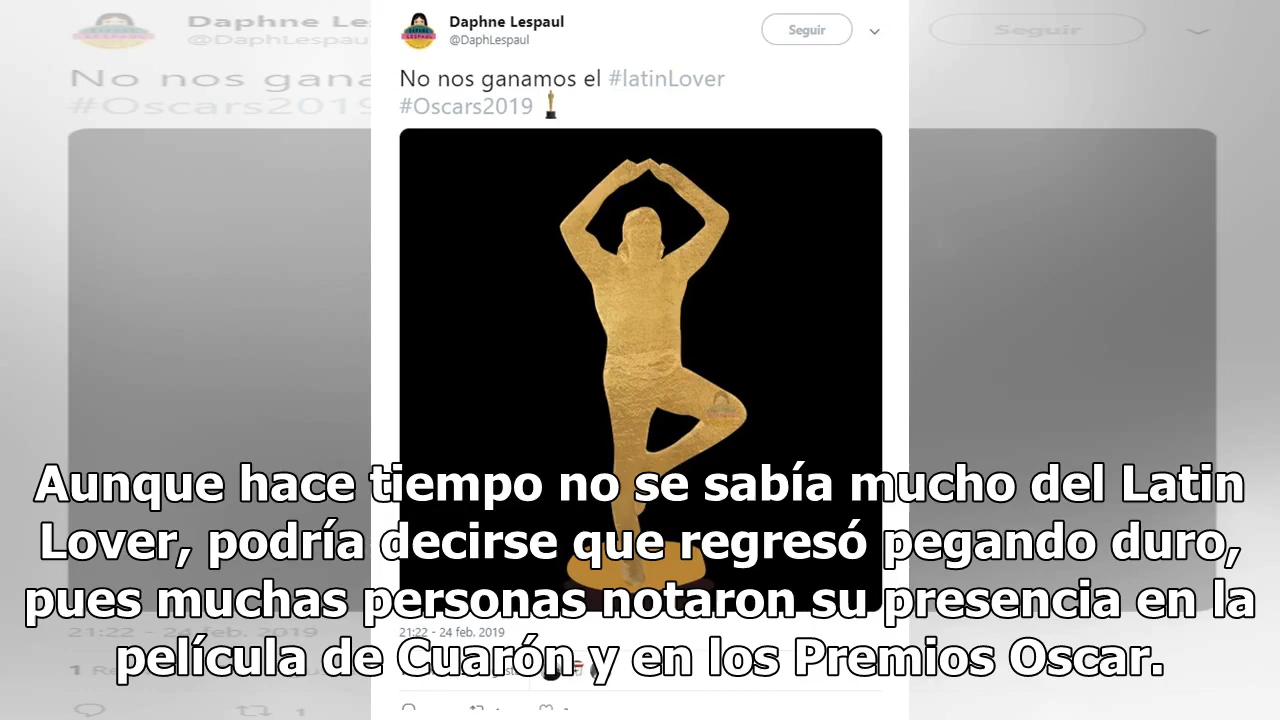 Daphne Lespaul
@DaphLespaul
Seguir
No nos ganamos el #latinLover
#Oscars2019
Aunque hace tiempo no se sabía mucho del Latin
Lover, podría decirse que regresó pegando duro,
pues muchas personas notaron su presencia en la
película de Cuarón y en los Premios Oscar.
21:22 - 24 feb. 2019